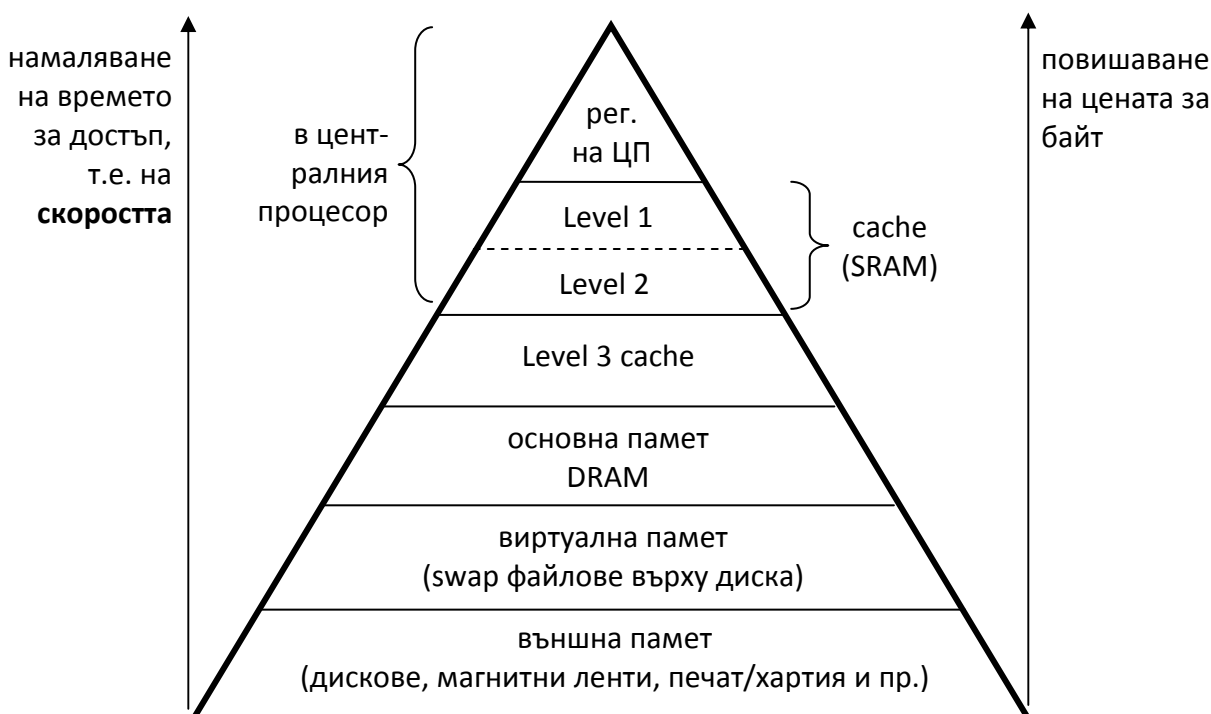 намаляване
на времето
за достъп,
т.е. на
скоростта
в цент-
ралния
процесор
рег.
на ЦП
Level 1
Level 2
cache
(SRAM)
повишаване
на цената за
байт
Level 3 cache
основна памет
DRAM
виртуална памет
(swap файлове върху диска)
външна памет
(дискове, магнитни ленти, печат/хартия и пр.)